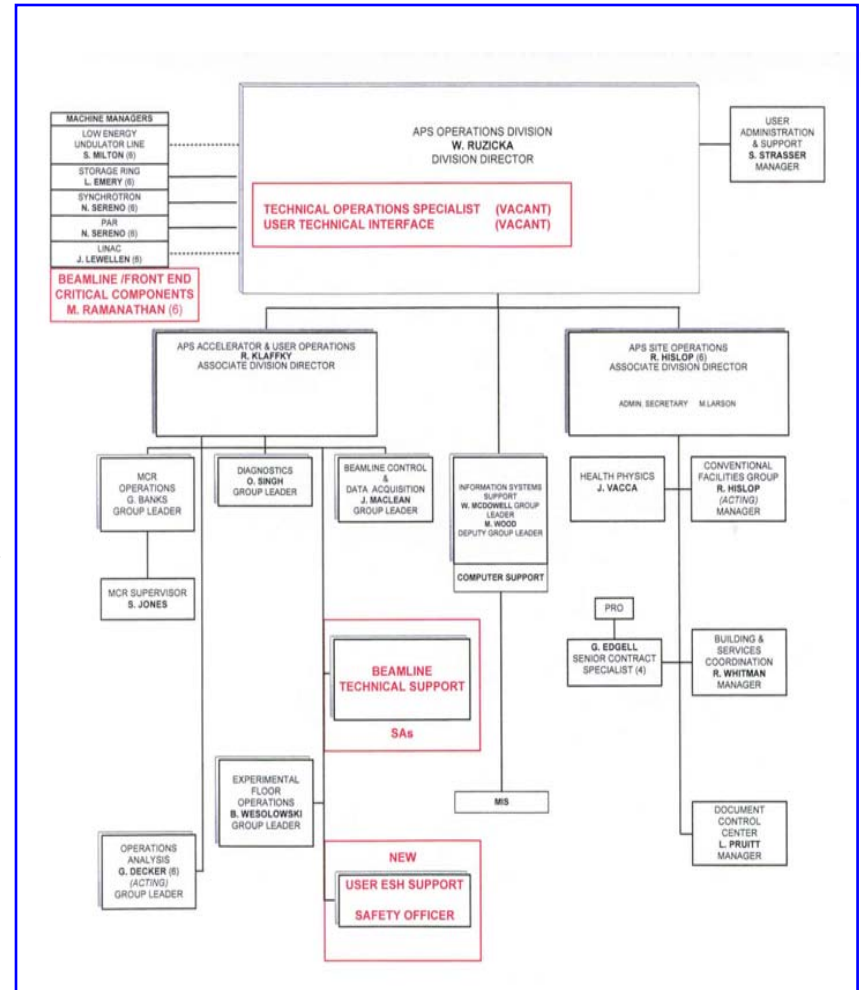 MACHINE MANAGERS
LOW ENERGY
UNDULATOR LINE
S. MILTON (6)
STORAGE RING
L. EMERY (6)
SYNCHROTRON
N. SERENO (6)
PAR
N. SERENO (6)
LINAC
J. LEWELLEN (6)
BEAMLINE /FRONT END
CRITICAL COMPONENTS
M. RAMANATHAN (6)
APS OPERATIONS DIVISION
W. RUZICKA
DIVISION DIRECTOR
TECHNICAL OPERATIONS SPECIALIST (VACANT)
USER TECHNICAL INTERFACE (VACANT)
USER
ADMINISTRATION
& SUPPORT
S. STRASSER
MANAGER
APS ACCELERATOR & USER OPERATIONS
R. KLAFFKY
ASSOCIATE DIVISION DIRECTOR
APS SITE OPERATIONS
R. HISLOP (6)
ASSOCIATE DIVISION DIRECTOR
ADMIN. SECRETARY M.LARSON
MCR
OPERATIONS
G. BANKS
GROUP LEADER
DIAGNOSTICS
O. SINGH
GROUP LEADER
BEAMLINE CONTROL
&
DATA ACQUISITION
J. MACLEAN
GROUP LEADER
INFORMATION SYSTEMS
SUPPORT
W. MCDOWELL GROUP
LEADER
M. WOOD
DEPUTY GROUP LEADER
COMPUTER SUPPORT
HEALTH PHYSICS
J. VACCA
CONVENTIONAL
FACILITIES GROUP
R. HISLOP
(ACTING)
MANAGER
MCR SUPERVISOR
S. JONES
PRO
G. EDGELL
SENIOR CONTRACT
SPECIALIST (4)
BUILDING &
SERVICES
COORDINATION
R. WHITMAN
MANAGER
BEAMLINE
TECHNICAL SUPPORT
SAs
EXPERIMENTAL
FLOOR
OPERATIONS
B. WESOLOWSKI
GROUP LEADER
MIS
DOCUMENT
CONTROL
CENTER
L. PRUITT
MANAGER
OPERATIONS
ANALYSIS
G. DECKER (6)
(ACTING)
GROUP LEADER
NEW
USER ESH SUPPORT
SAFETY OFFICER